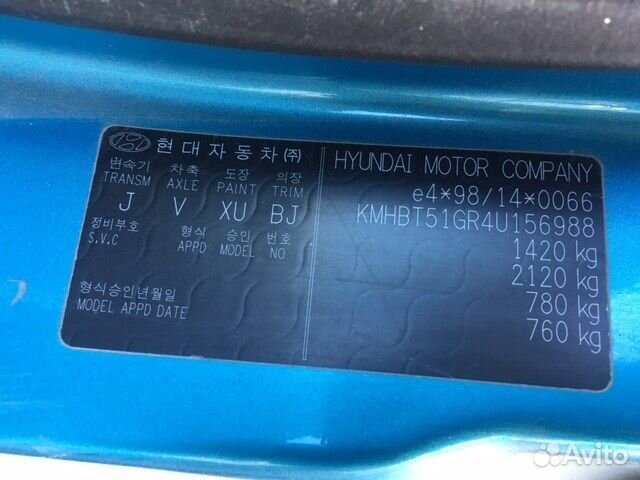 현대자동차㈜
변속기 차축 도장 의장
TRANSM AXLE PAINT TRIM
J V XU BJ
정비부호 형식 승인 번호
S.V.C APPD MODEL NO
형식승인년월일
MODEL APPD DATE
HYUNDAI MOTOR COMPANY
e4*98/14*0066
KMHBT51GR4U156988
1420 kg
2120 kg
780 kg
760 kg
Avito